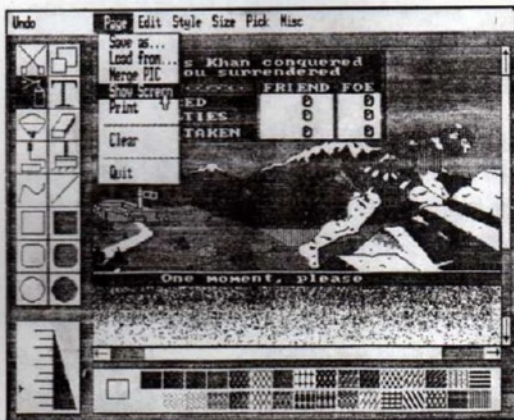 Undo Page Edit Style Size Pick Misc
Save as...
Load from...
Merge PIC
Show Screen
Print
Clear
Quit
s Khan conquered
ou surrendered
FRIEND FOE
ED 0 0
TIES 0 0
TAKEN 0 0
One moment, please
T